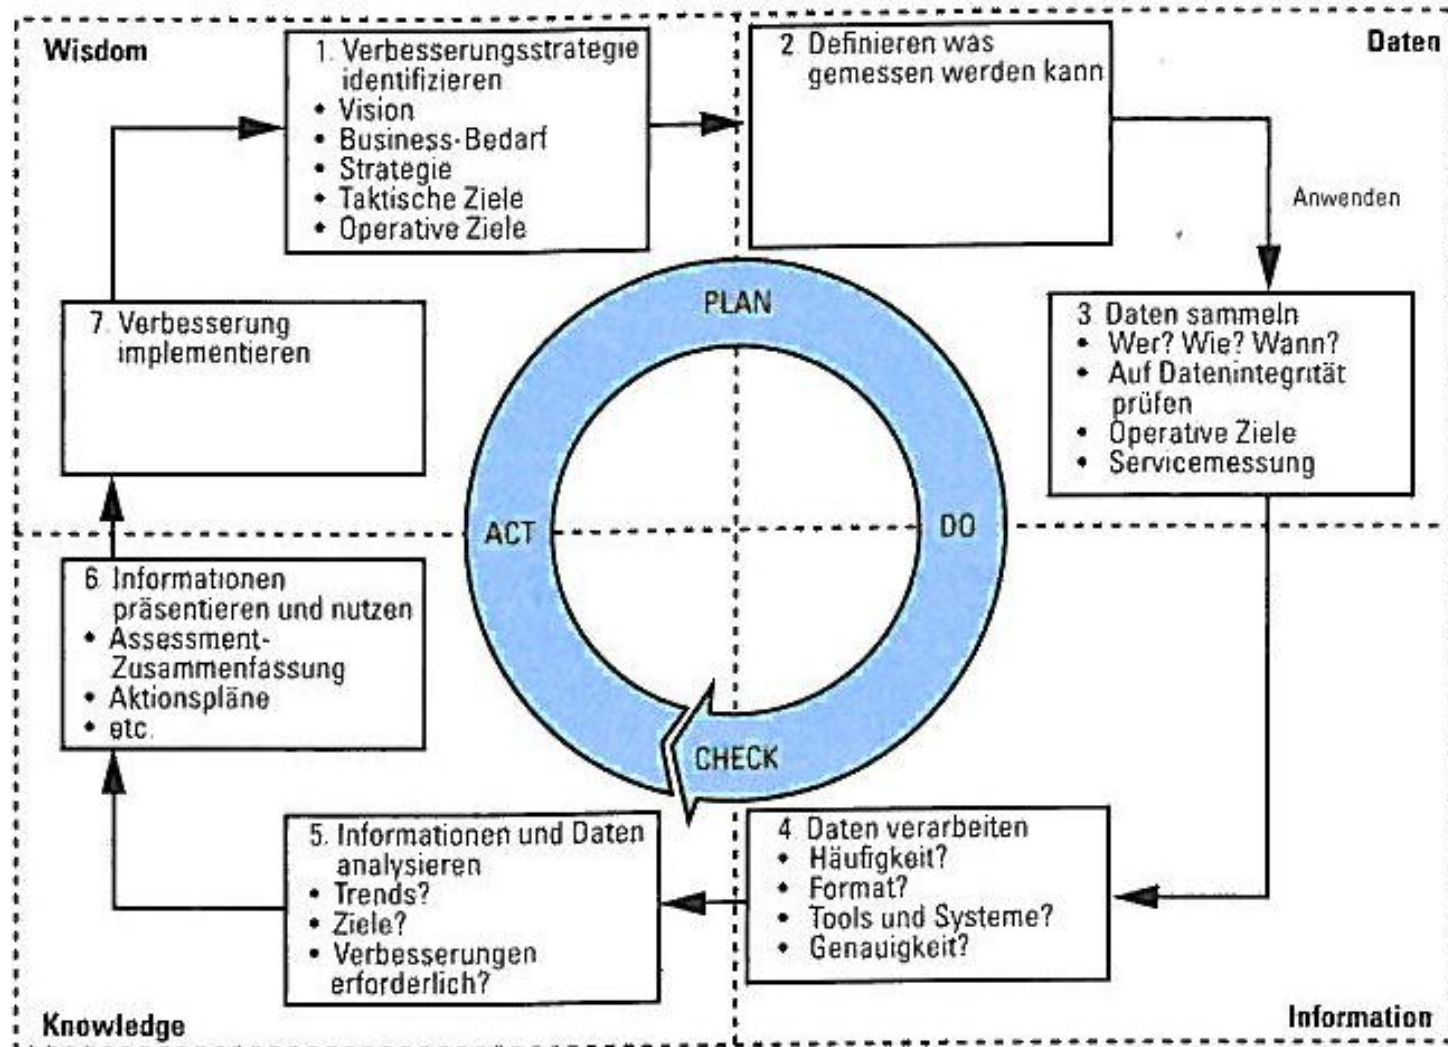 Wisdom
1. Verbesserungsstrategie
identifizieren
• Vision
• Business-Bedarf
• Strategie
• Taktische Ziele
• Operative Ziele
2 Definieren was
gemessen werden kann
Daten
Anwenden
3 Daten sammeln
• Wer? Wie? Wann?
• Auf Datenintegrität
prüfen
• Operative Ziele
• Servicemessung
4 Daten verarbeiten
• Häufigkeit?
• Format?
• Tools und Systeme?
• Genauigkeit?
Information
5. Informationen und Daten
analysieren
• Trends?
• Ziele?
• Verbesserungen
erforderlich?
Knowledge
6. Informationen
präsentieren und nutzen
• Assessment-
Zusammenfassung
• Aktionspläne
• etc.
7. Verbesserung
implementieren
PLAN
DO
CHECK
ACT